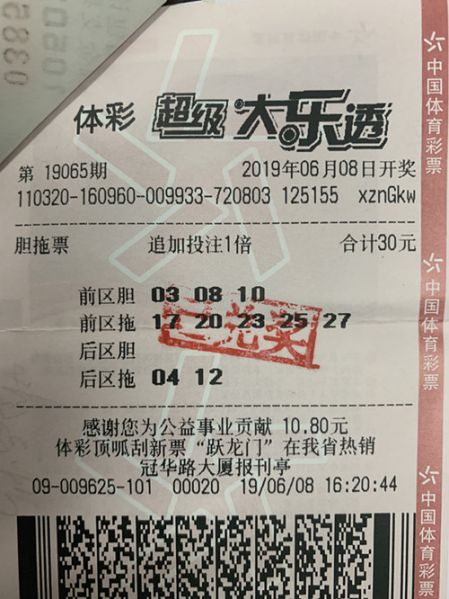 体彩 超级大乐透
第 19065期 2019年06月08日开奖
110320-160960-009933-720803 125155 xznGkw
胆拖票 追加投注1倍 合计30元
前区胆 03 08 10
前区拖 17 20 23 25 27
后区胆
后区拖 04 12
已兑奖
感谢您为公益事业贡献 10.80元
体彩顶呱刮新票“跃龙门”在我省热销
冠华路大厦报刊亭
09-009625-101 00020 19/06/08 16:20:44
中国体育彩票
中国体育彩票
中国体育彩票